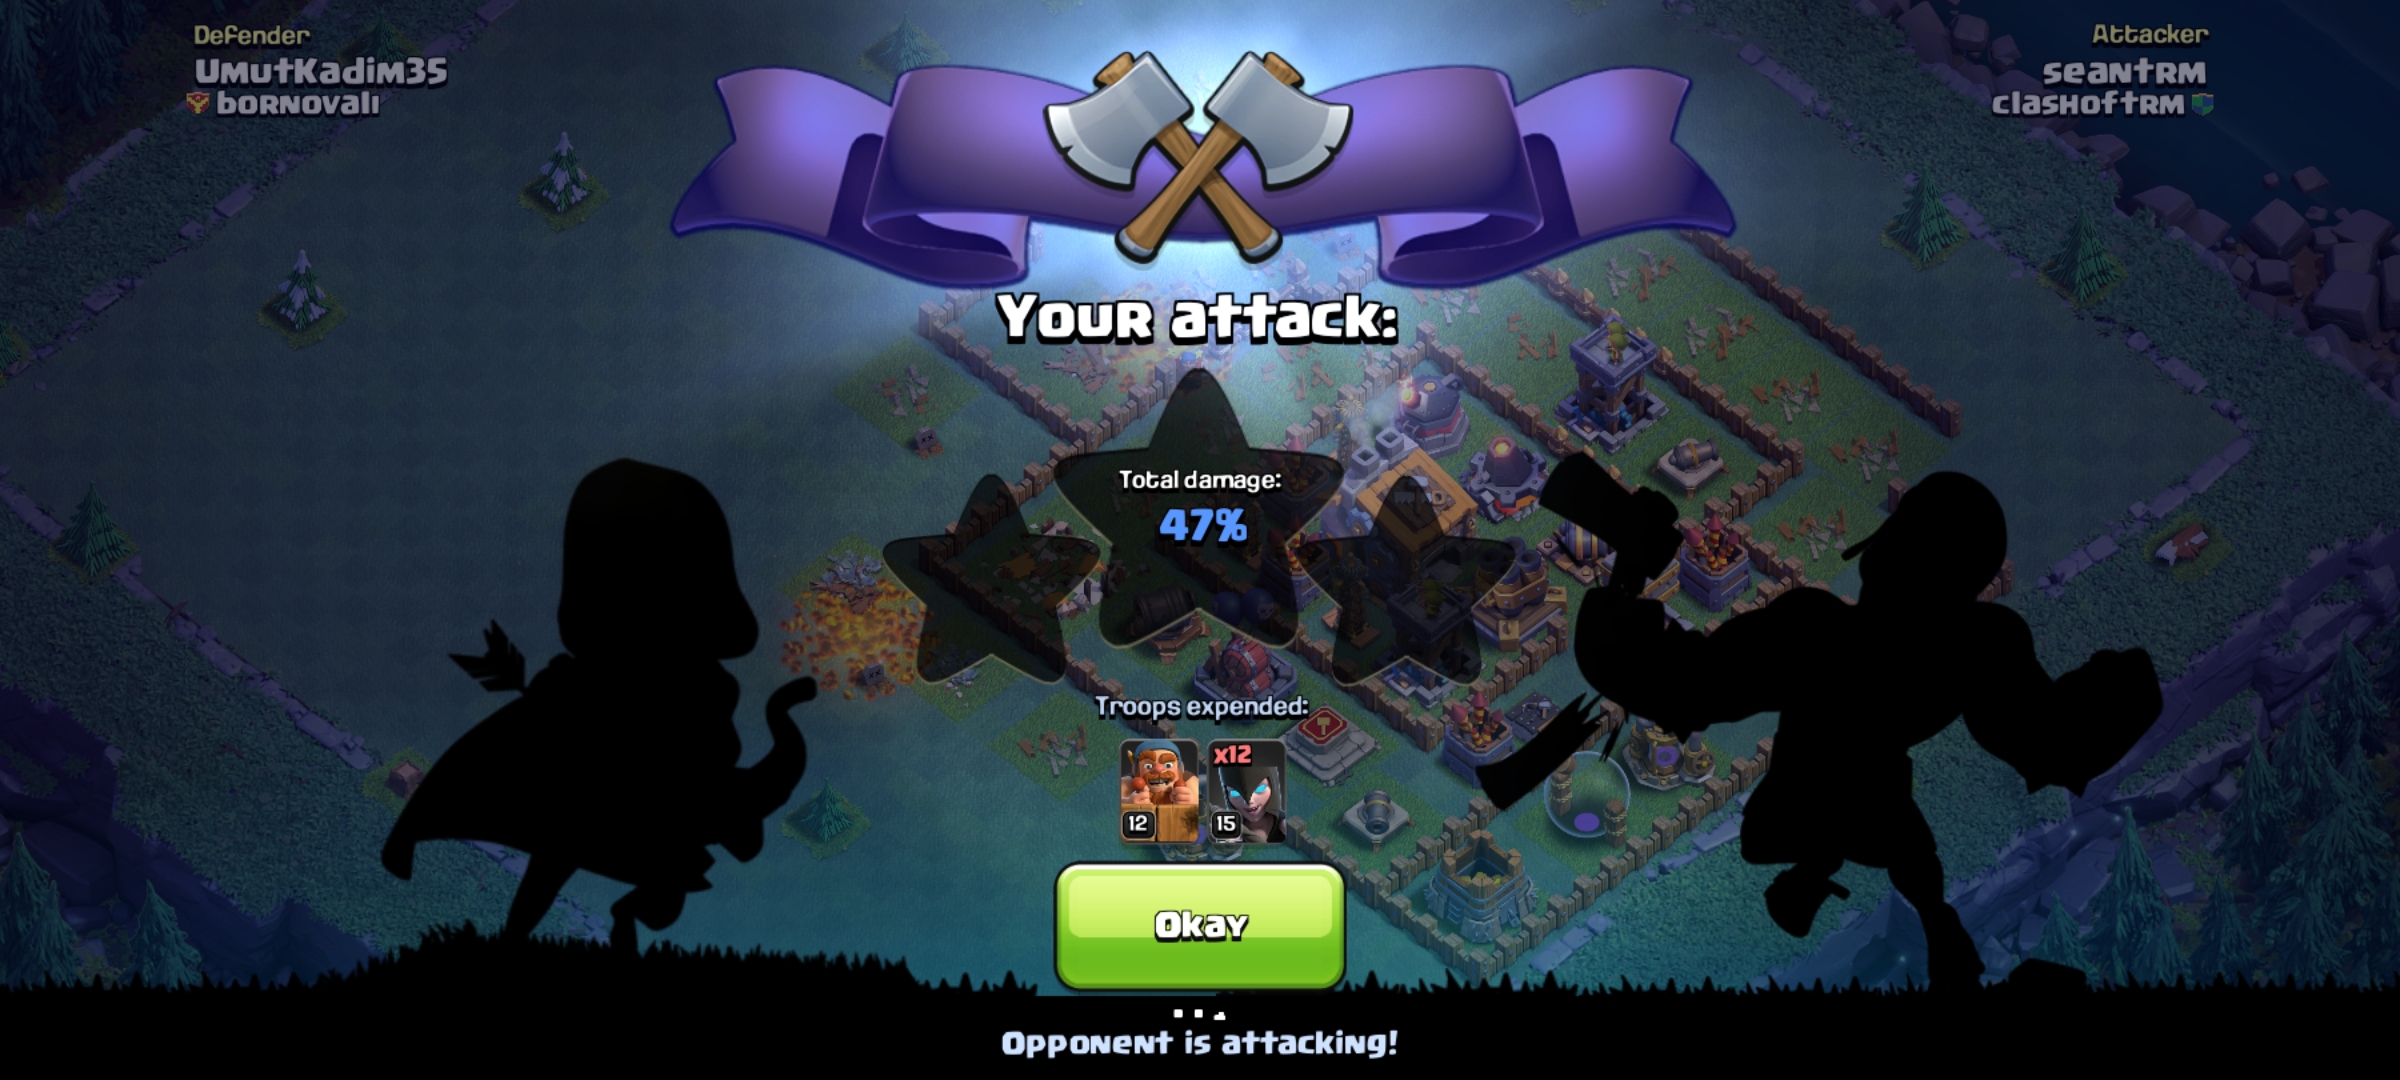 Defender
UmutKadim35
bornovalı
Attacker
seantrm
clashoftrm
Your attack:
Total damage:
47%
Troops expended:
x12
12
15
Okay
Opponent is attacking!